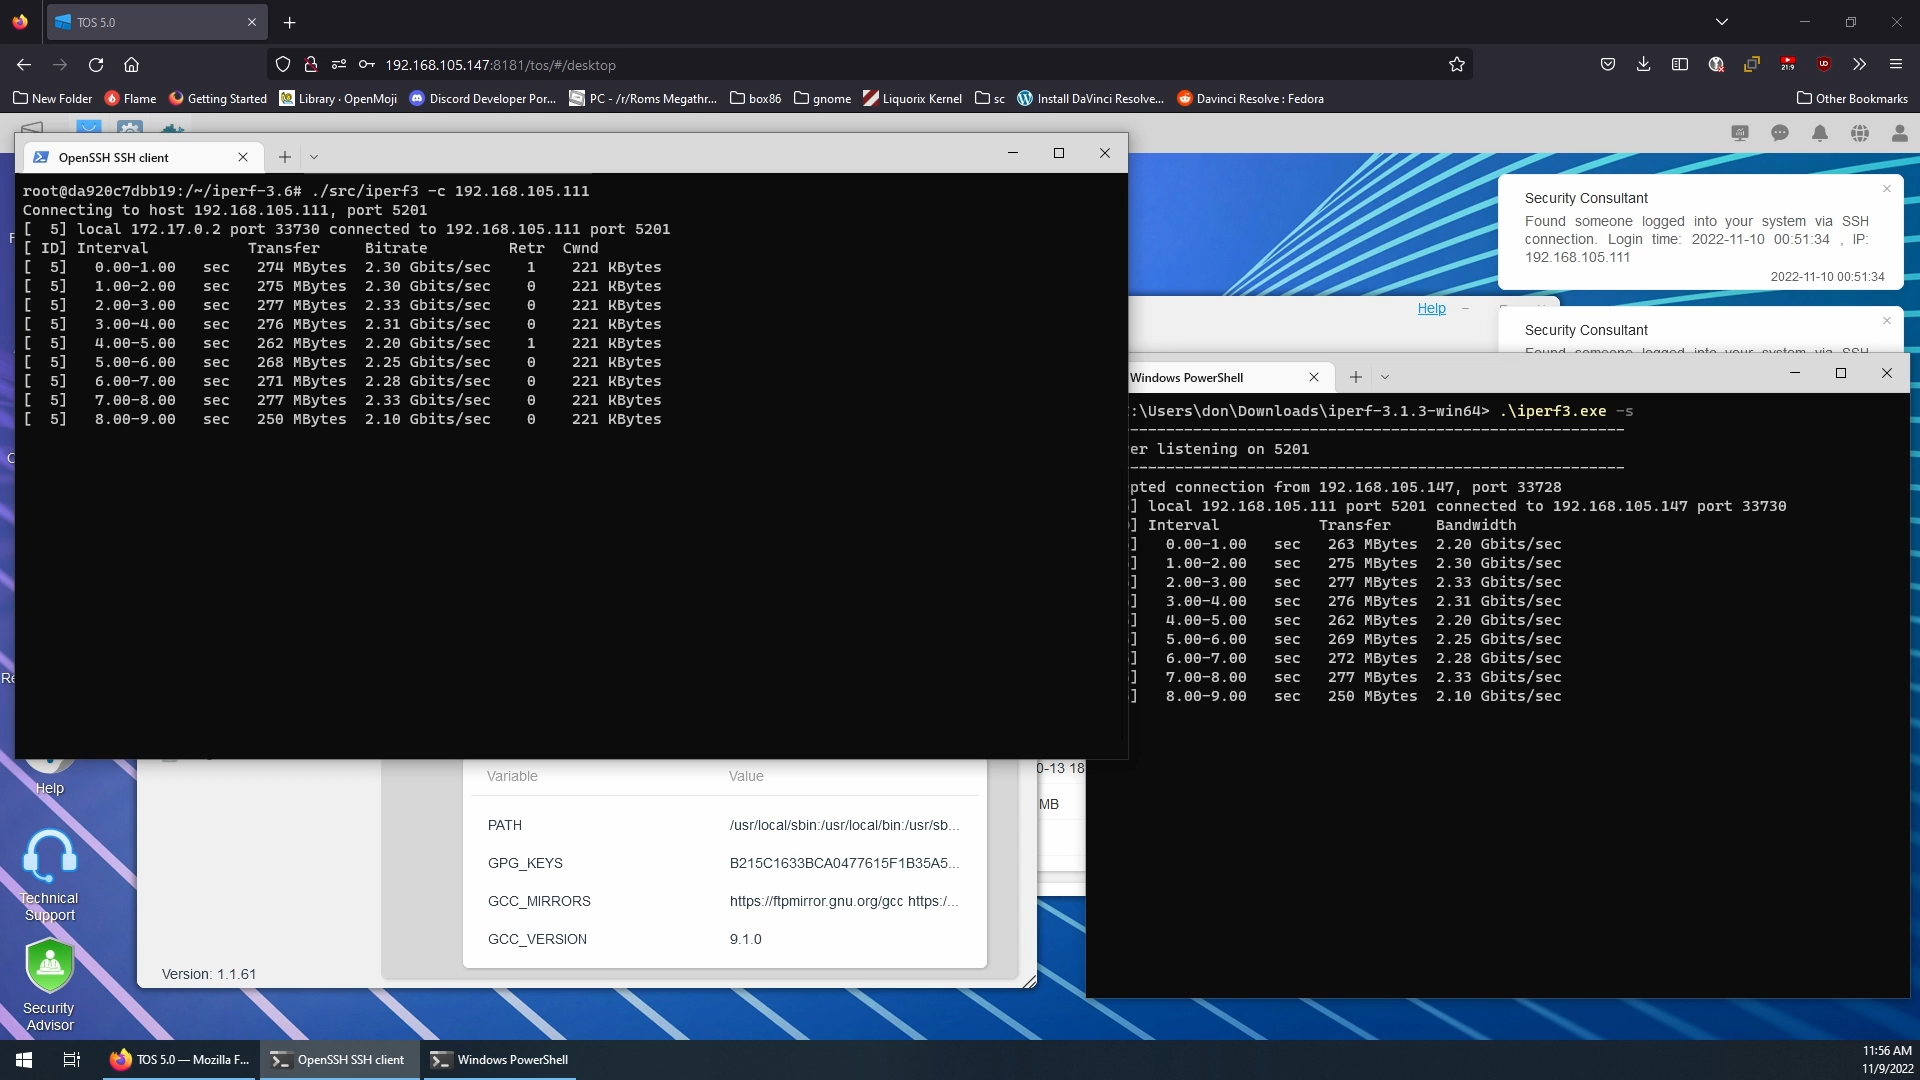 TOS 5.0
192.168.105.147:8181/tos/#/desktop
21:9
New Folder
Flame
Getting Started
Library · OpenMoji
Discord Developer Por...
PC - /r/Roms Megathr...
box86
gnome
Liquorix Kernel
sc
Install DaVinci Resolve...
Davinci Resolve : Fedora
Other Bookmarks
OpenSSH SSH client
root@da920c7dbb19:/~/iperf-3.6# ./src/iperf3 -c 192.168.105.111
Connecting to host 192.168.105.111, port 5201
[  5] local 172.17.0.2 port 33730 connected to 192.168.105.111 port 5201
[ ID] Interval           Transfer     Bitrate         Retr  Cwnd
[  5]   0.00-1.00   sec   274 MBytes  2.30 Gbits/sec    1    221 KBytes
[  5]   1.00-2.00   sec   275 MBytes  2.30 Gbits/sec    0    221 KBytes
[  5]   2.00-3.00   sec   277 MBytes  2.33 Gbits/sec    0    221 KBytes
[  5]   3.00-4.00   sec   276 MBytes  2.31 Gbits/sec    0    221 KBytes
[  5]   4.00-5.00   sec   262 MBytes  2.20 Gbits/sec    1    221 KBytes
[  5]   5.00-6.00   sec   268 MBytes  2.25 Gbits/sec    0    221 KBytes
[  5]   6.00-7.00   sec   271 MBytes  2.28 Gbits/sec    0    221 KBytes
[  5]   7.00-8.00   sec   277 MBytes  2.33 Gbits/sec    0    221 KBytes
[  5]   8.00-9.00   sec   250 MBytes  2.10 Gbits/sec    0    221 KBytes
Security Consultant
Found someone logged into your system via SSH
connection. Login time: 2022-11-10 00:51:34 , IP:
192.168.105.111
2022-11-10 00:51:34
Help
Security Consultant
Found someone logged into your system via SSH
Windows PowerShell
:\Users\don\Downloads\iperf-3.1.3-win64> .\iperf3.exe -s
-------------------------------------------------------
er listening on 5201
-------------------------------------------------------
pted connection from 192.168.105.147, port 33728
] local 192.168.105.111 port 5201 connected to 192.168.105.147 port 33730
] Interval           Transfer     Bandwidth
]   0.00-1.00   sec   263 MBytes  2.20 Gbits/sec
]   1.00-2.00   sec   275 MBytes  2.30 Gbits/sec
]   2.00-3.00   sec   277 MBytes  2.33 Gbits/sec
]   3.00-4.00   sec   276 MBytes  2.31 Gbits/sec
]   4.00-5.00   sec   262 MBytes  2.20 Gbits/sec
]   5.00-6.00   sec   269 MBytes  2.25 Gbits/sec
]   6.00-7.00   sec   272 MBytes  2.28 Gbits/sec
]   7.00-8.00   sec   277 MBytes  2.33 Gbits/sec
]   8.00-9.00   sec   250 MBytes  2.10 Gbits/sec
Variable Value
PATH /usr/local/sbin:/usr/local/bin:/usr/sb...
GPG_KEYS B215C1633BCA0477615F1B35A5...
GCC_MIRRORS https://ftpmirror.gnu.org/gcc https:/...
GCC_VERSION 9.1.0
Version: 1.1.61
0-13 18
MB
Re
Help
Technical
Support
Security
Advisor
TOS 5.0 — Mozilla F...
OpenSSH SSH client
Windows PowerShell
11:56 AM
11/9/2022